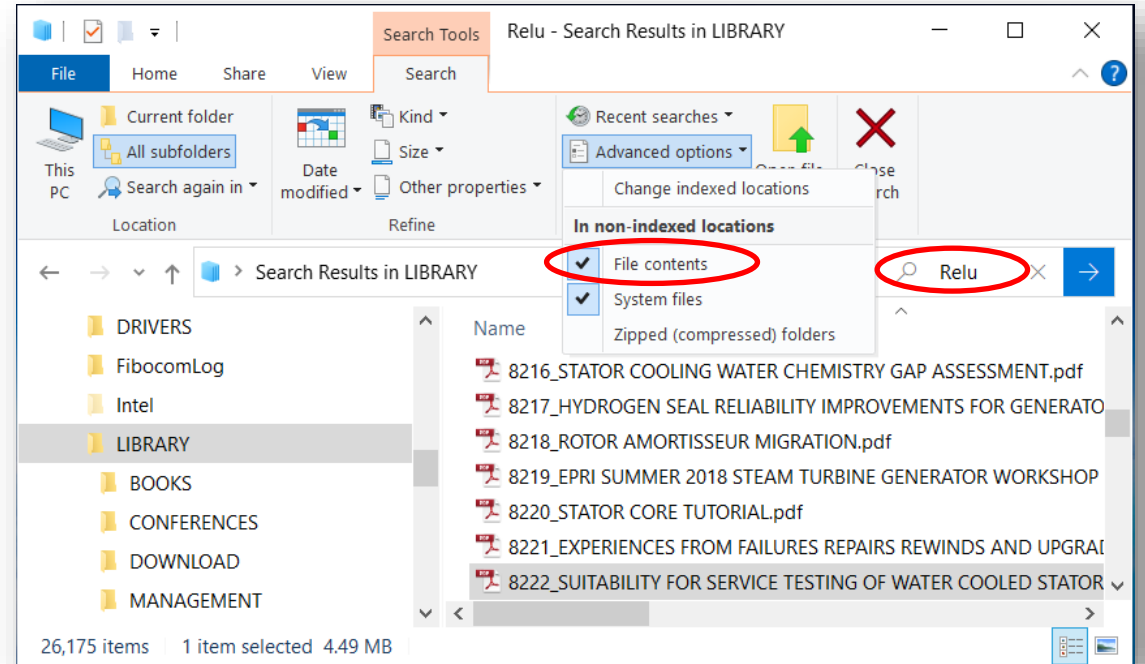 Search Tools
Relu - Search Results in LIBRARY
File
Home
Share
View
Search
This PC
Current folder
All subfolders
Search again in
Location
Date modified
Kind
Size
Other properties
Refine
Recent searches
Advanced options
Change indexed locations
In non-indexed locations
File contents
System files
Zipped (compressed) folders
Search Results in LIBRARY
Relu
DRIVERS
FibocomLog
Intel
LIBRARY
BOOKS
CONFERENCES
DOWNLOAD
MANAGEMENT
Name
8216_STATOR COOLING WATER CHEMISTRY GAP ASSESSMENT.pdf
8217_HYDROGEN SEAL RELIABILITY IMPROVEMENTS FOR GENERATO
8218_ROTOR AMORTISSEUR MIGRATION.pdf
8219_EPRI SUMMER 2018 STEAM TURBINE GENERATOR WORKSHOP
8220_STATOR CORE TUTORIAL.pdf
8221_EXPERIENCES FROM FAILURES REPAIRS REWINDS AND UPGRA
8222_SUITABILITY FOR SERVICE TESTING OF WATER COOLED STATOR
26,175 items
1 item selected 4.49 MB